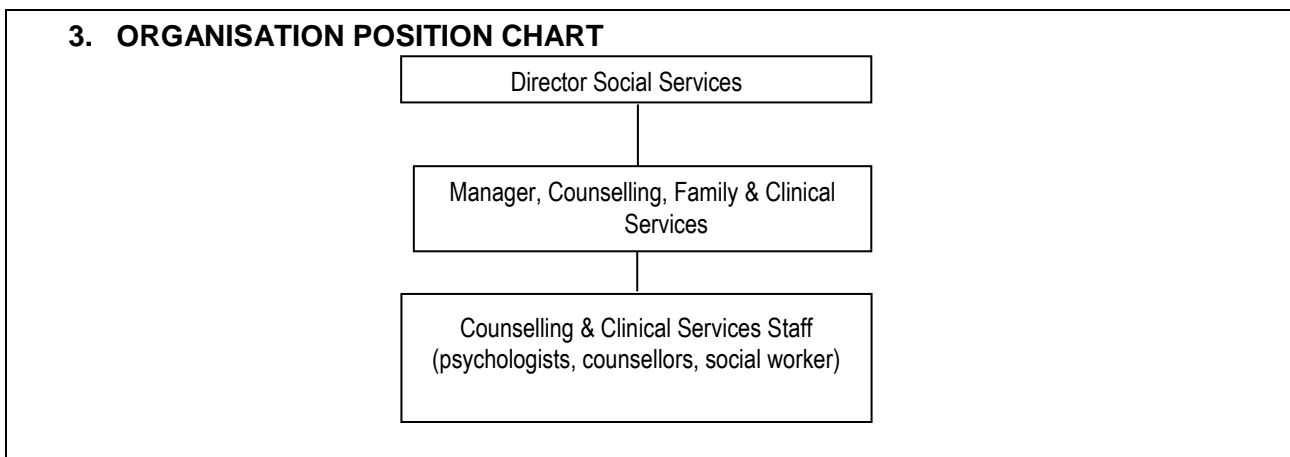 3. ORGANISATION POSITION CHART
Director Social Services
Manager, Counselling, Family & Clinical
Services
Counselling & Clinical Services Staff
(psychologists, counsellors, social worker)